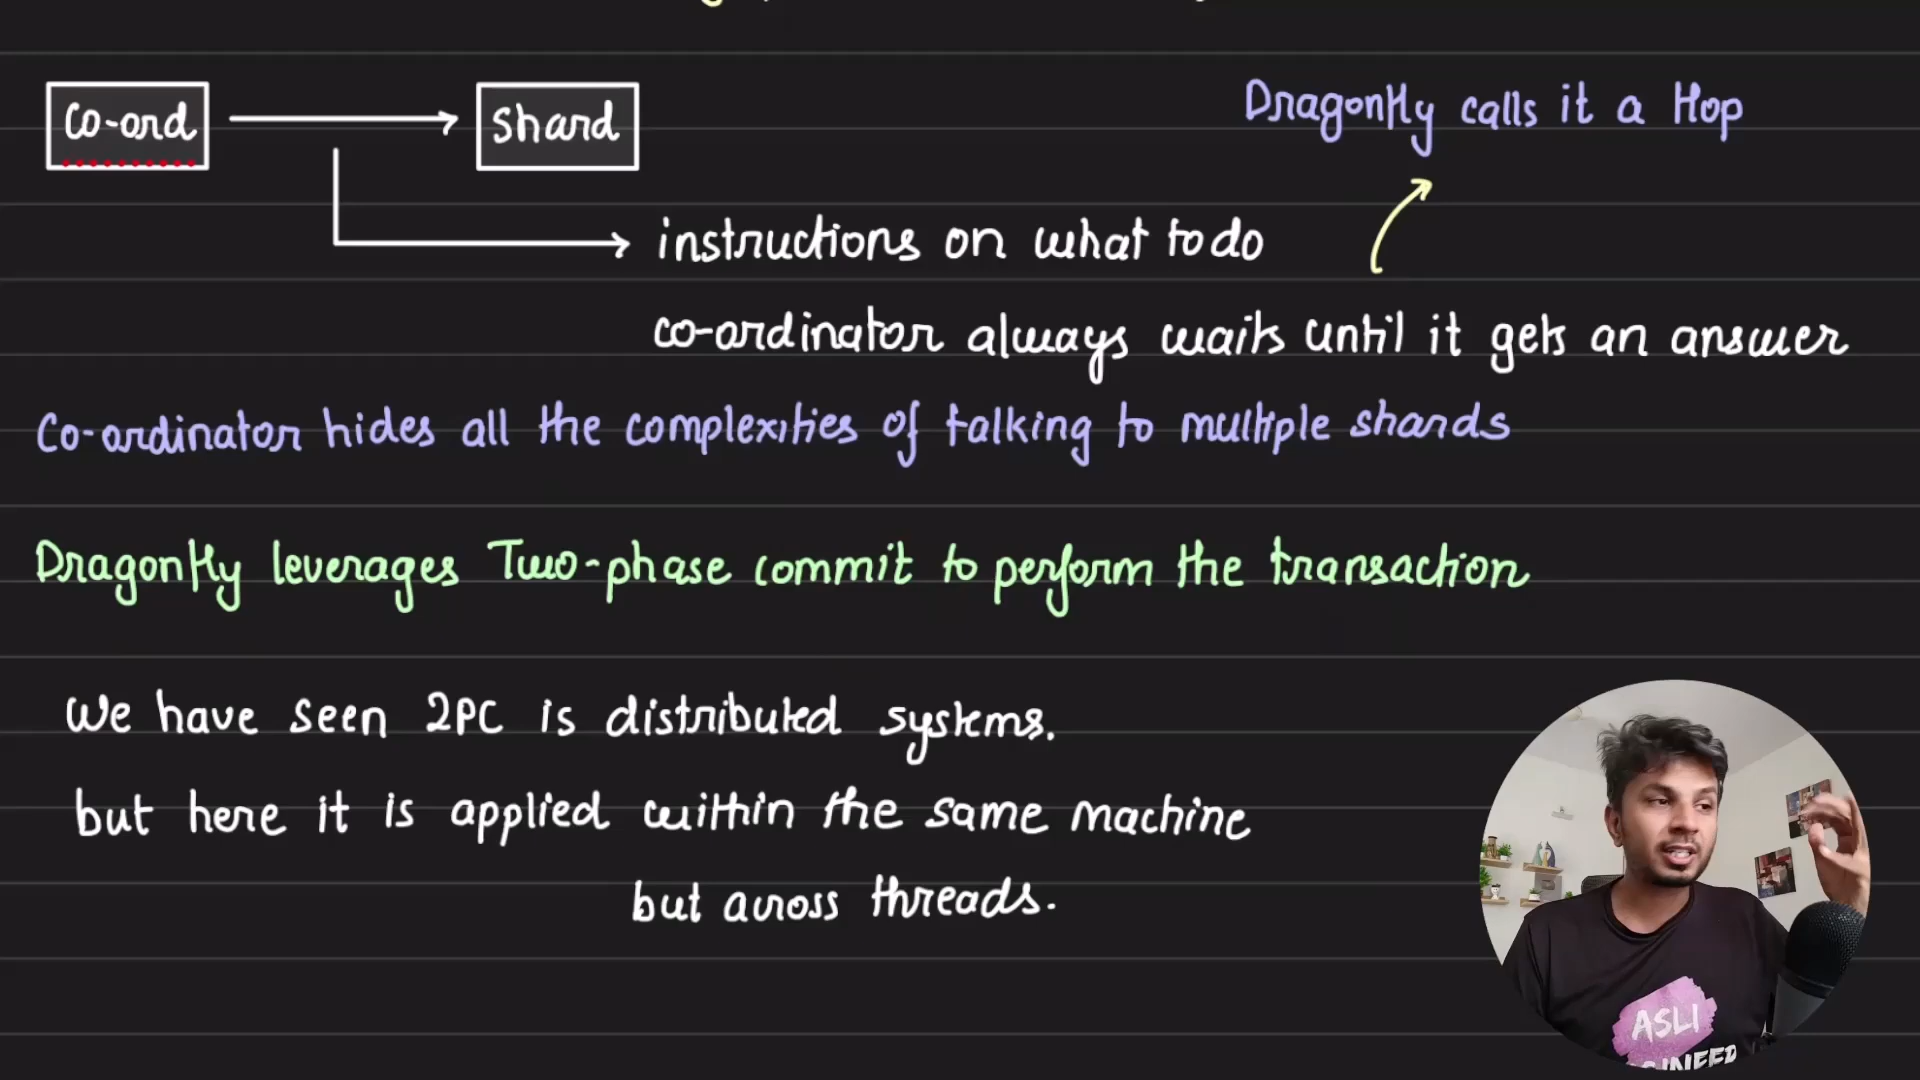 co-ord
shard
Dragonfly calls it a Hop
instructions on what to do
co-ordinator always waits until it gets an answer
Co-ordinator hides all the complexities of talking to multiple shards
Dragonfly leverages Two-phase commit to perform the transaction
We have seen 2PC is distributed systems.
but here it is applied within the same machine
but across threads.
ASLI